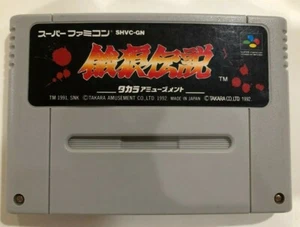 スーパーファミコン SHVC-GN
餓狼伝説 TM
タカラアミューズメント
TM 1991, SNK ©TAKARA AMUSEMENT CO.,LTD 1992 MADE IN JAPAN ©TAKARA CO.,LTD. 1992